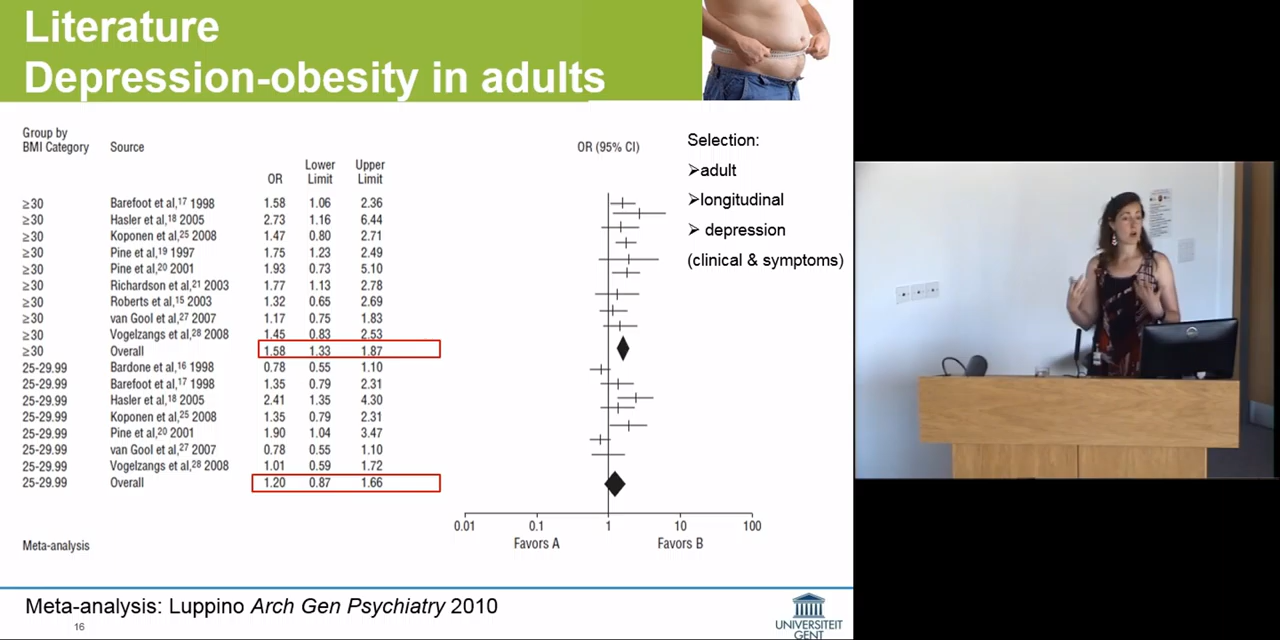 Literature
Depression-obesity in adults
Group by
BMI Category Source OR (95% CI)
OR Lower Limit Upper Limit
≥30 Barefoot et al,17 1998 1.58 1.06 2.36
≥30 Hasler et al,18 2005 2.73 1.16 6.44
≥30 Koponen et al,25 2008 1.47 0.80 2.71
≥30 Pine et al,19 1997 1.75 1.23 2.49
≥30 Pine et al,20 2001 1.93 0.73 5.10
≥30 Richardson et al,21 2003 1.77 1.13 2.78
≥30 Roberts et al,15 2003 1.32 0.65 2.69
≥30 van Gool et al,27 2007 1.17 0.75 1.83
≥30 Vogelzangs et al,28 2008 1.45 0.83 2.53
≥30 Overall 1.58 1.33 1.87
25-29.99 Bardone et al,16 1998 0.78 0.55 1.10
25-29.99 Barefoot et al,17 1998 1.35 0.79 2.31
25-29.99 Hasler et al,18 2005 2.41 1.35 4.30
25-29.99 Koponen et al,25 2008 1.35 0.79 2.31
25-29.99 Pine et al,20 2001 1.90 1.04 3.47
25-29.99 van Gool et al,27 2007 0.78 0.55 1.10
25-29.99 Vogelzangs et al,28 2008 1.01 0.59 1.72
25-29.99 Overall 1.20 0.87 1.66
0.01 0.1 1 10 100
Favors A Favors B
Meta-analysis
Selection:
➢adult
➢longitudinal
➢ depression
(clinical & symptoms)
Meta-analysis: Luppino Arch Gen Psychiatry 2010
16
UNIVERSITEIT
GENT